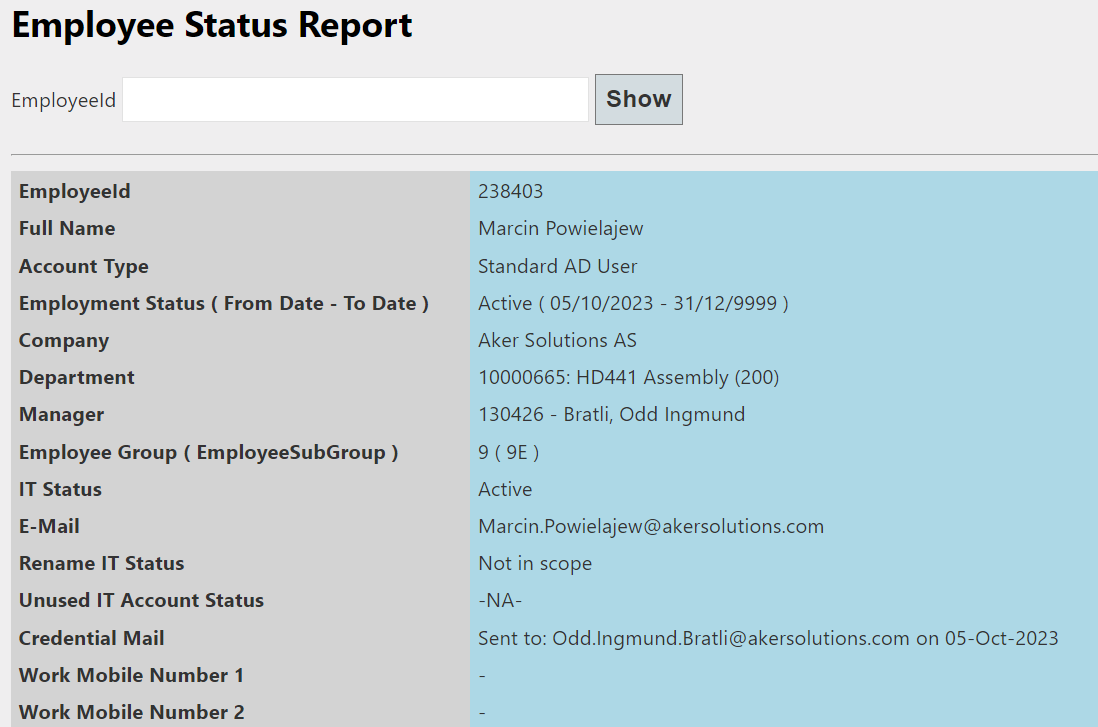 Employee Status Report
EmployeeId
Show
EmployeeId 238403
Full Name Marcin Powielajew
Account Type Standard AD User
Employment Status ( From Date - To Date ) Active ( 05/10/2023 - 31/12/9999 )
Company Aker Solutions AS
Department 10000665: HD441 Assembly (200)
Manager 130426 - Bratli, Odd Ingmund
Employee Group ( EmployeeSubGroup ) 9 ( 9E )
IT Status Active
E-Mail Marcin.Powielajew@akersolutions.com
Rename IT Status Not in scope
Unused IT Account Status -NA-
Credential Mail Sent to: Odd.Ingmund.Bratli@akersolutions.com on 05-Oct-2023
Work Mobile Number 1 -
Work Mobile Number 2 -